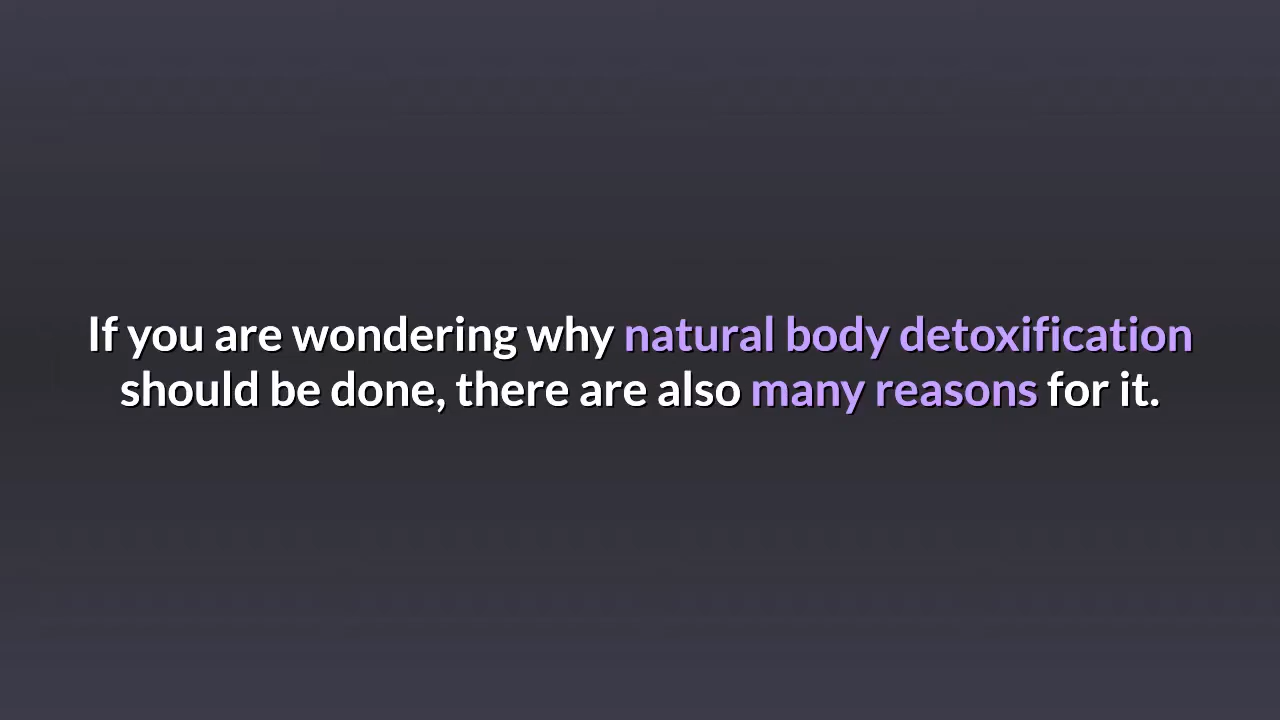 If you are wondering why natural body detoxification
should be done, there are also many reasons for it.